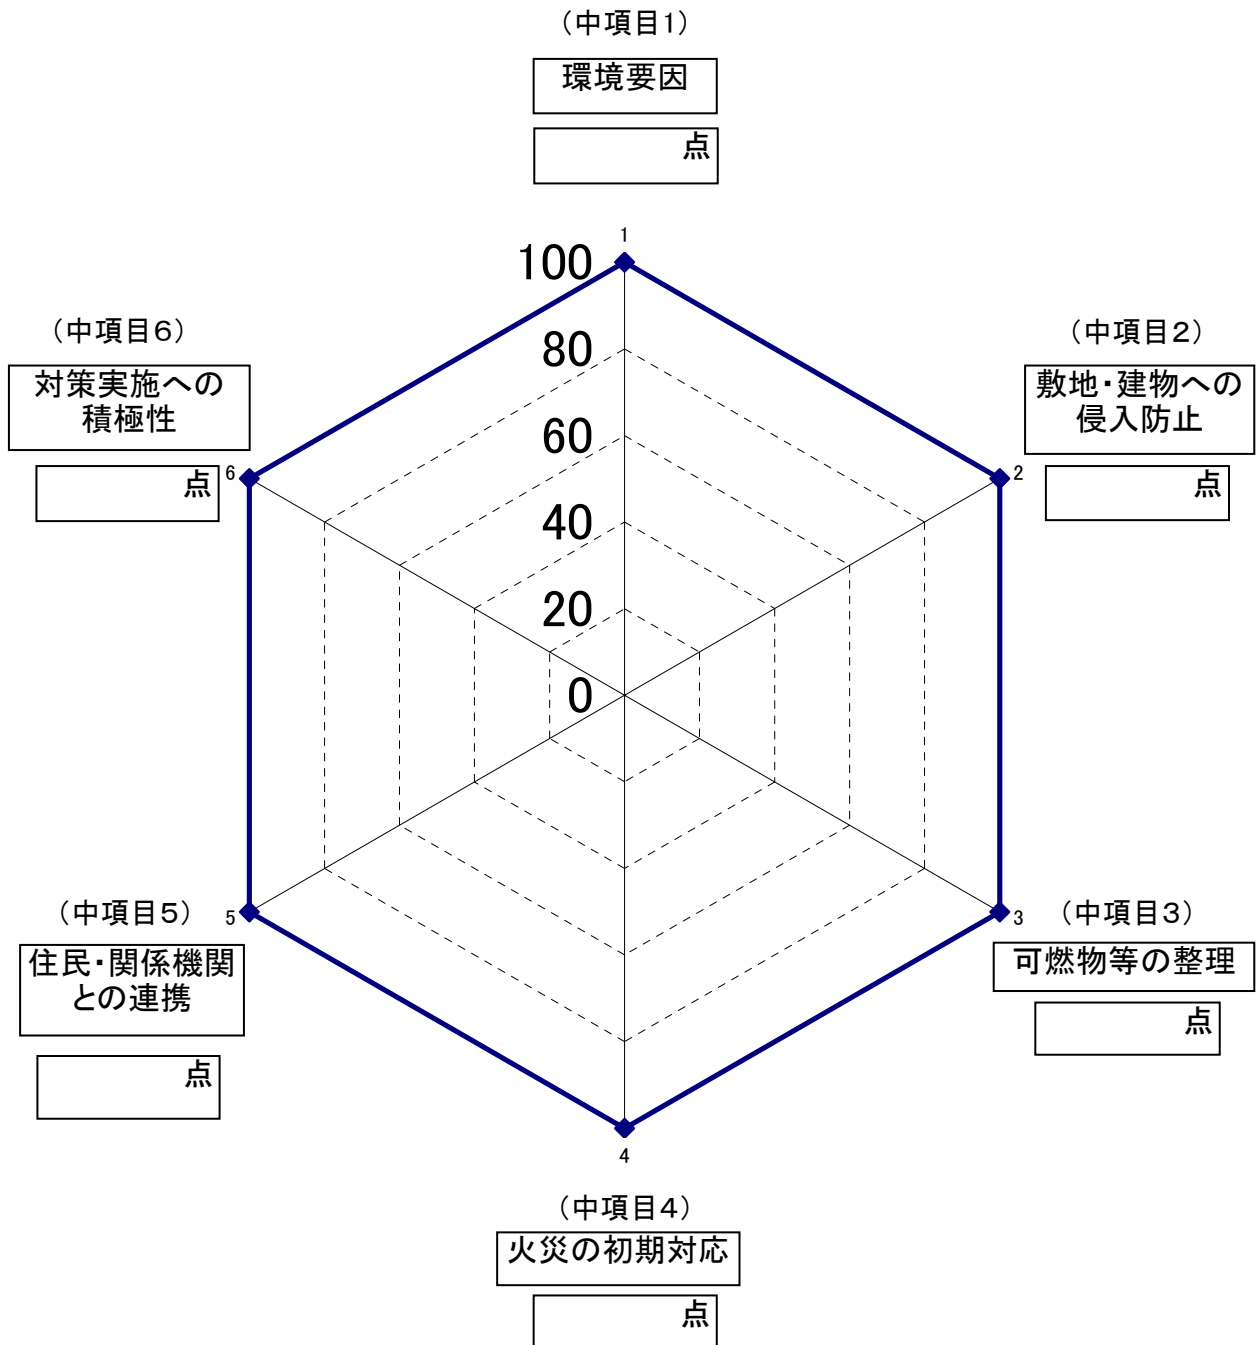 （中項目1）
環境要因
点
1
100
80
60
40
20
0
（中項目6）
対策実施への
積極性
点
6
（中項目2）
敷地・建物への
侵入防止
点
2
（中項目5）
5
住民・関係機関
との連携
点
3
（中項目3）
可燃物等の整理
点
4
（中項目4）
火災の初期対応
点